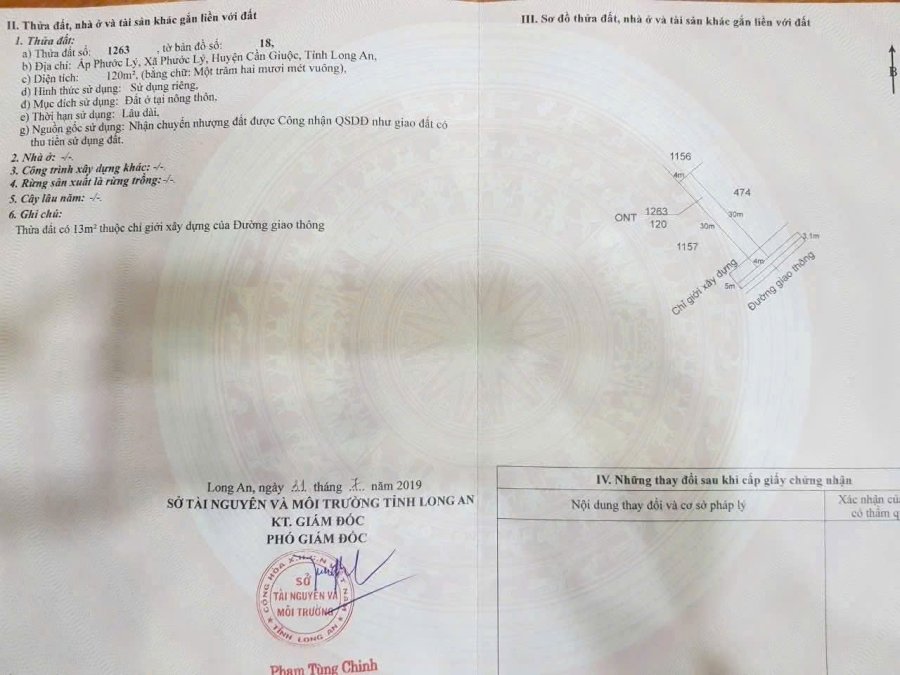 II. Thửa đất, nhà ở và tài sản khác gắn liền với đất
1. Thửa đất:
a) Thửa đất số: 1263 , tờ bản đồ số: 18,
b) Địa chỉ: Ấp Phước Lý, Xã Phước Lý, Huyện Cần Giuộc, Tỉnh Long An,
c) Diện tích: 120m², (bằng chữ: Một trăm hai mươi mét vuông),
d) Hình thức sử dụng: Sử dụng riêng,
đ) Mục đích sử dụng: Đất ở tại nông thôn,
e) Thời hạn sử dụng: Lâu dài,
g) Nguồn gốc sử dụng: Nhận chuyển nhượng đất được Công nhận QSDĐ như giao đất có
thu tiền sử dụng đất.
2. Nhà ở: -/-.
3. Công trình xây dựng khác: -/-.
4. Rừng sản xuất là rừng trồng: -/-.
5. Cây lâu năm: -/-.
6. Ghi chú:
Thửa đất có 13m² thuộc chỉ giới xây dựng của Đường giao thông
Long An, ngày tháng năm 2019
SỞ TÀI NGUYÊN VÀ MÔI TRƯỜNG TỈNH LONG AN
KT. GIÁM ĐỐC
PHÓ GIÁM ĐỐC
SỞ
TÀI NGUYÊN VÀ
MÔI TRƯỜNG
TỈNH LONG AN
Phạm Tùng Chinh
III. Sơ đồ thửa đất, nhà ở và tài sản khác gắn liền với đất
B
1156
4m
474
ONT 1263
120
30m
30m
1157
3.1m
4m
5m
Chỉ giới xây dựng
Đường giao thông
IV. Những thay đổi sau khi cấp giấy chứng nhận
Nội dung thay đổi và cơ sở pháp lý
Xác nhận củ
có thẩm q